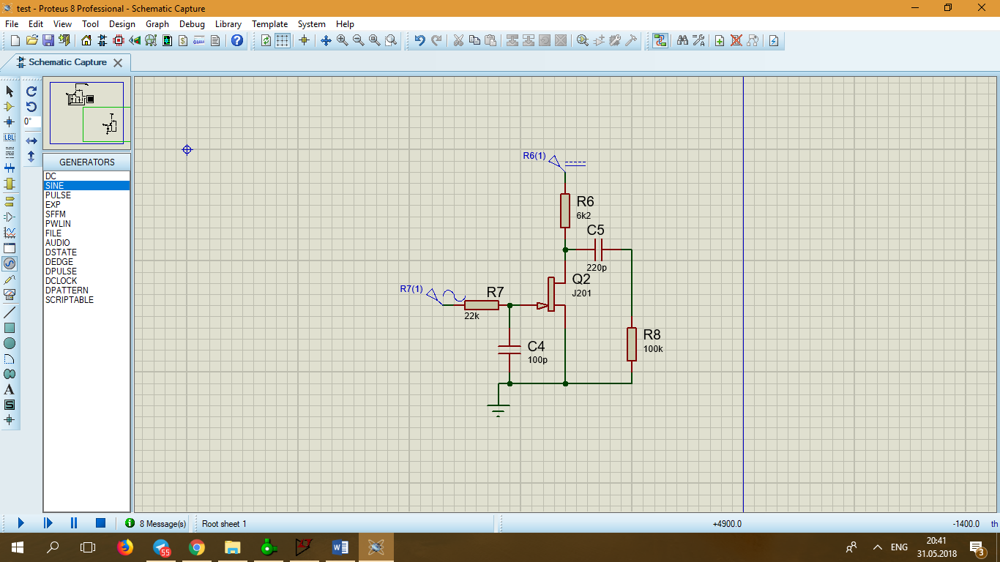 test - Proteus 8 Professional - Schematic Capture
File Edit View Tool Design Graph Debug Library Template System Help
Schematic Capture
0°
LBL
GENERATORS
DC
SINE
PULSE
EXP
SFFM
PWLIN
FILE
AUDIO
DSTATE
DEDGE
DPULSE
DCLOCK
DPATTERN
SCRIPTABLE
A
S
R6(1)
R6
6k2
C5
220p
Q2
J201
R7(1)
R7
22k
C4
100p
R8
100k
8 Message(s) Root sheet 1 +4900.0 -1400.0 th
55
ENG
20:41
31.05.2018
3